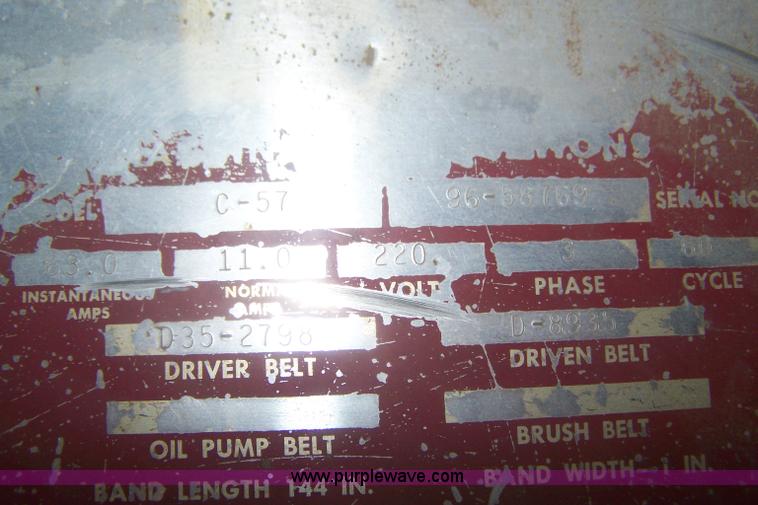 C-57 96-58769 SERIAL NO
63.0 11.0 220 3 60
INSTANTANEOUS VOLT PHASE CYCLE
AMPS
D35-2798 D-8935
DRIVER BELT DRIVEN BELT
OIL PUMP BELT BRUSH BELT
BAND LENGTH 144 IN. BAND WIDTH-1 IN.
www.purplewave.com